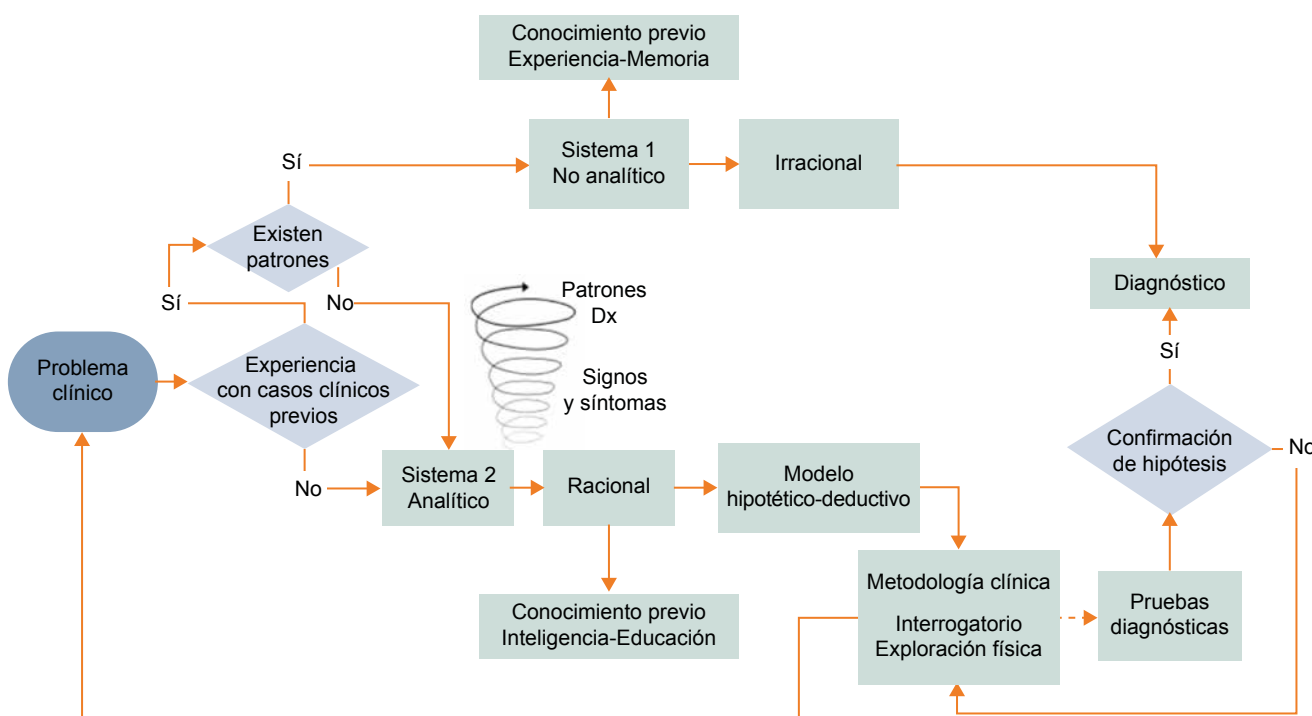 Conocimiento previo
Experiencia-Memoria
Sí
Sistema 1
No analítico
Irracional
Existen
patrones
Sí
No
Patrones
Dx
Diagnóstico
Problema
clínico
Experiencia
con casos clínicos
previos
Signos
y síntomas
Sí
Confirmación
de hipótesis
No
No
Sistema 2
Analítico
Racional
Modelo
hipotético-deductivo
Metodología clínica
Interrogatorio
Exploración física
Pruebas
diagnósticas
Conocimiento previo
Inteligencia-Educación